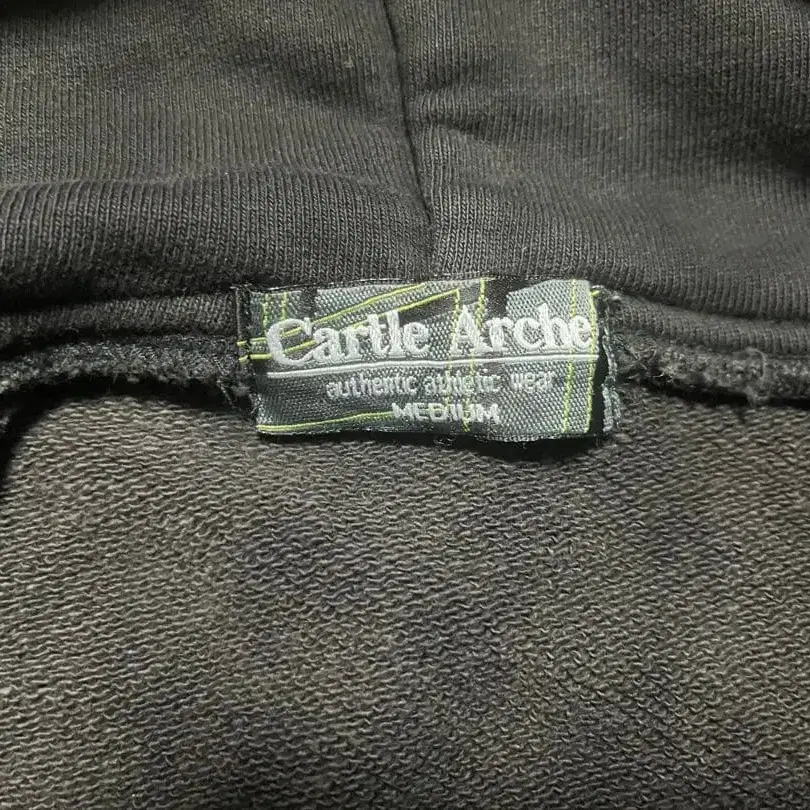 Cartle Arche
authentic athletic wear
MEDIUM